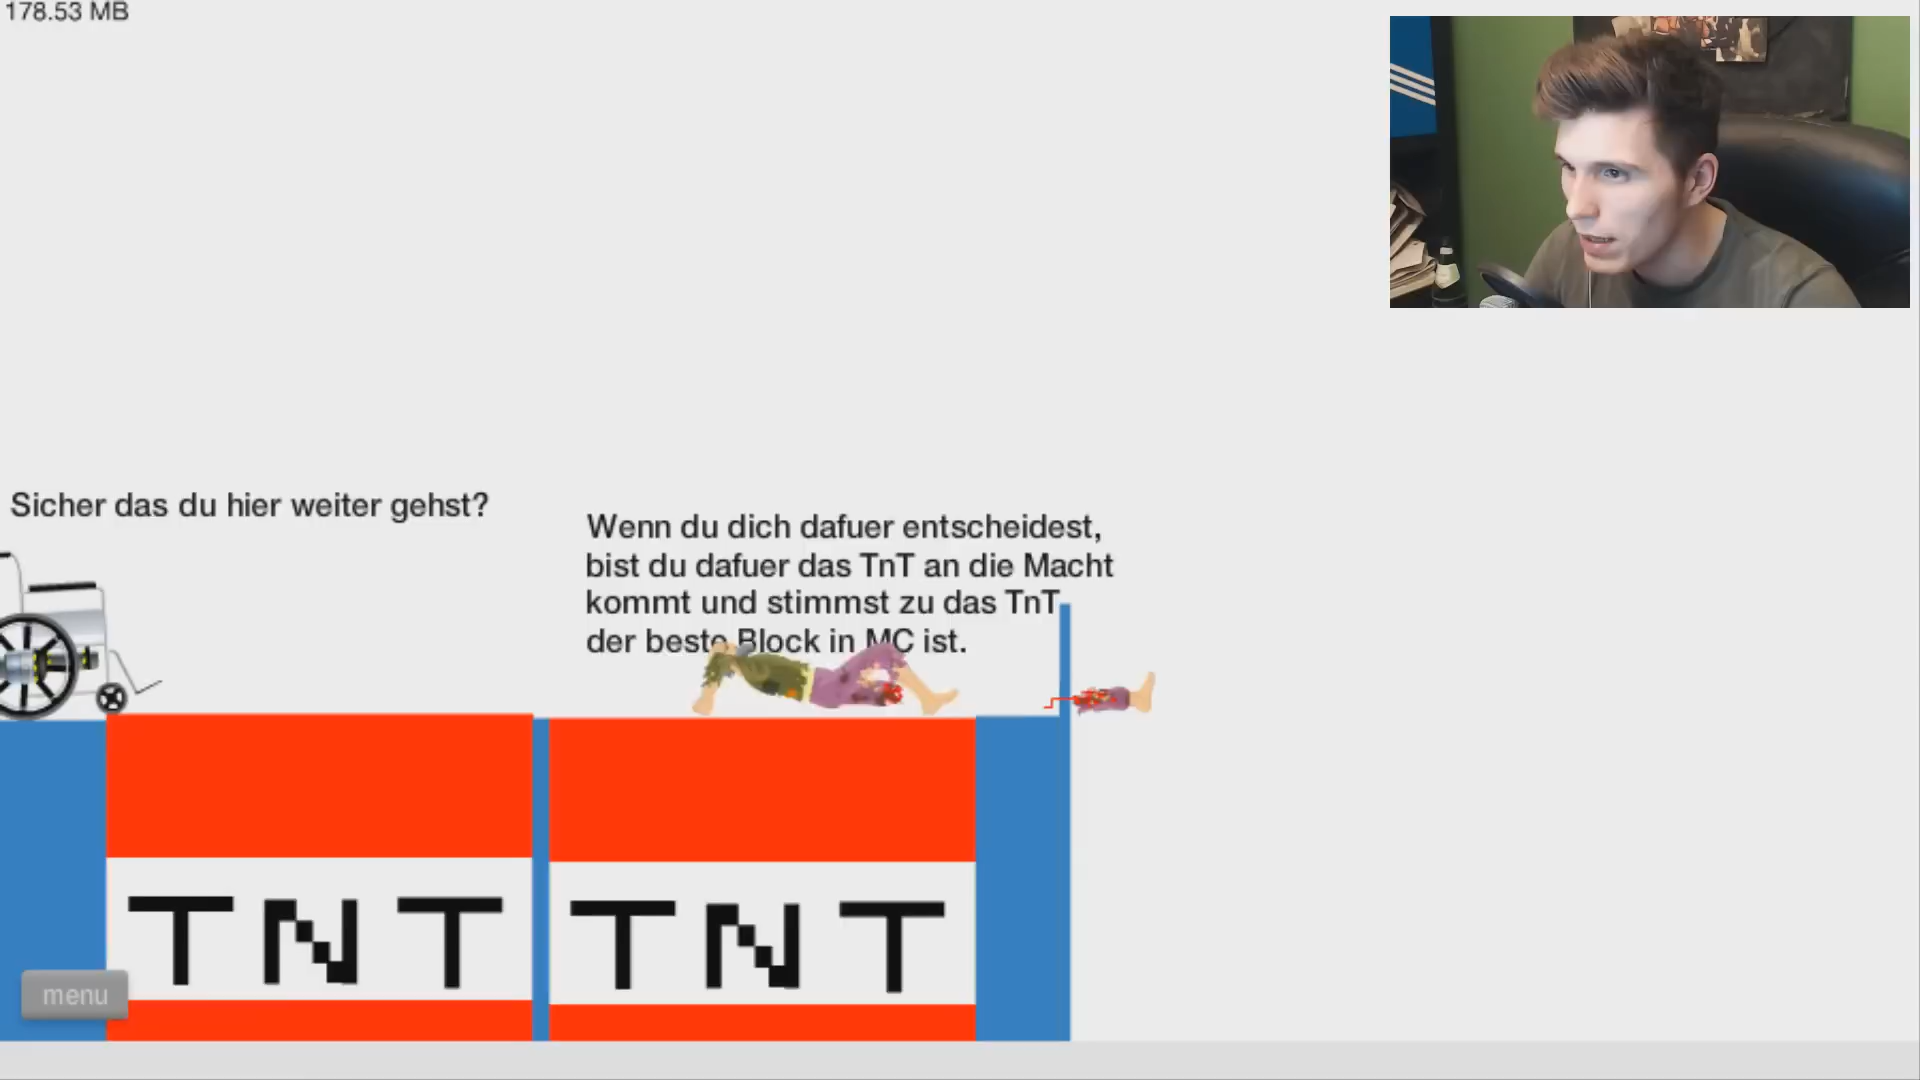 178.53 MB
Sicher das du hier weiter gehst?
Wenn du dich dafuer entscheidest,
bist du dafuer das TnT an die Macht
kommt und stimmst zu das TnT
der beste Block in MC ist.
TNT TNT
menu